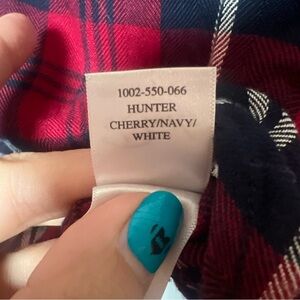 1002-550-066
HUNTER
CHERRY/NAVY/
WHITE